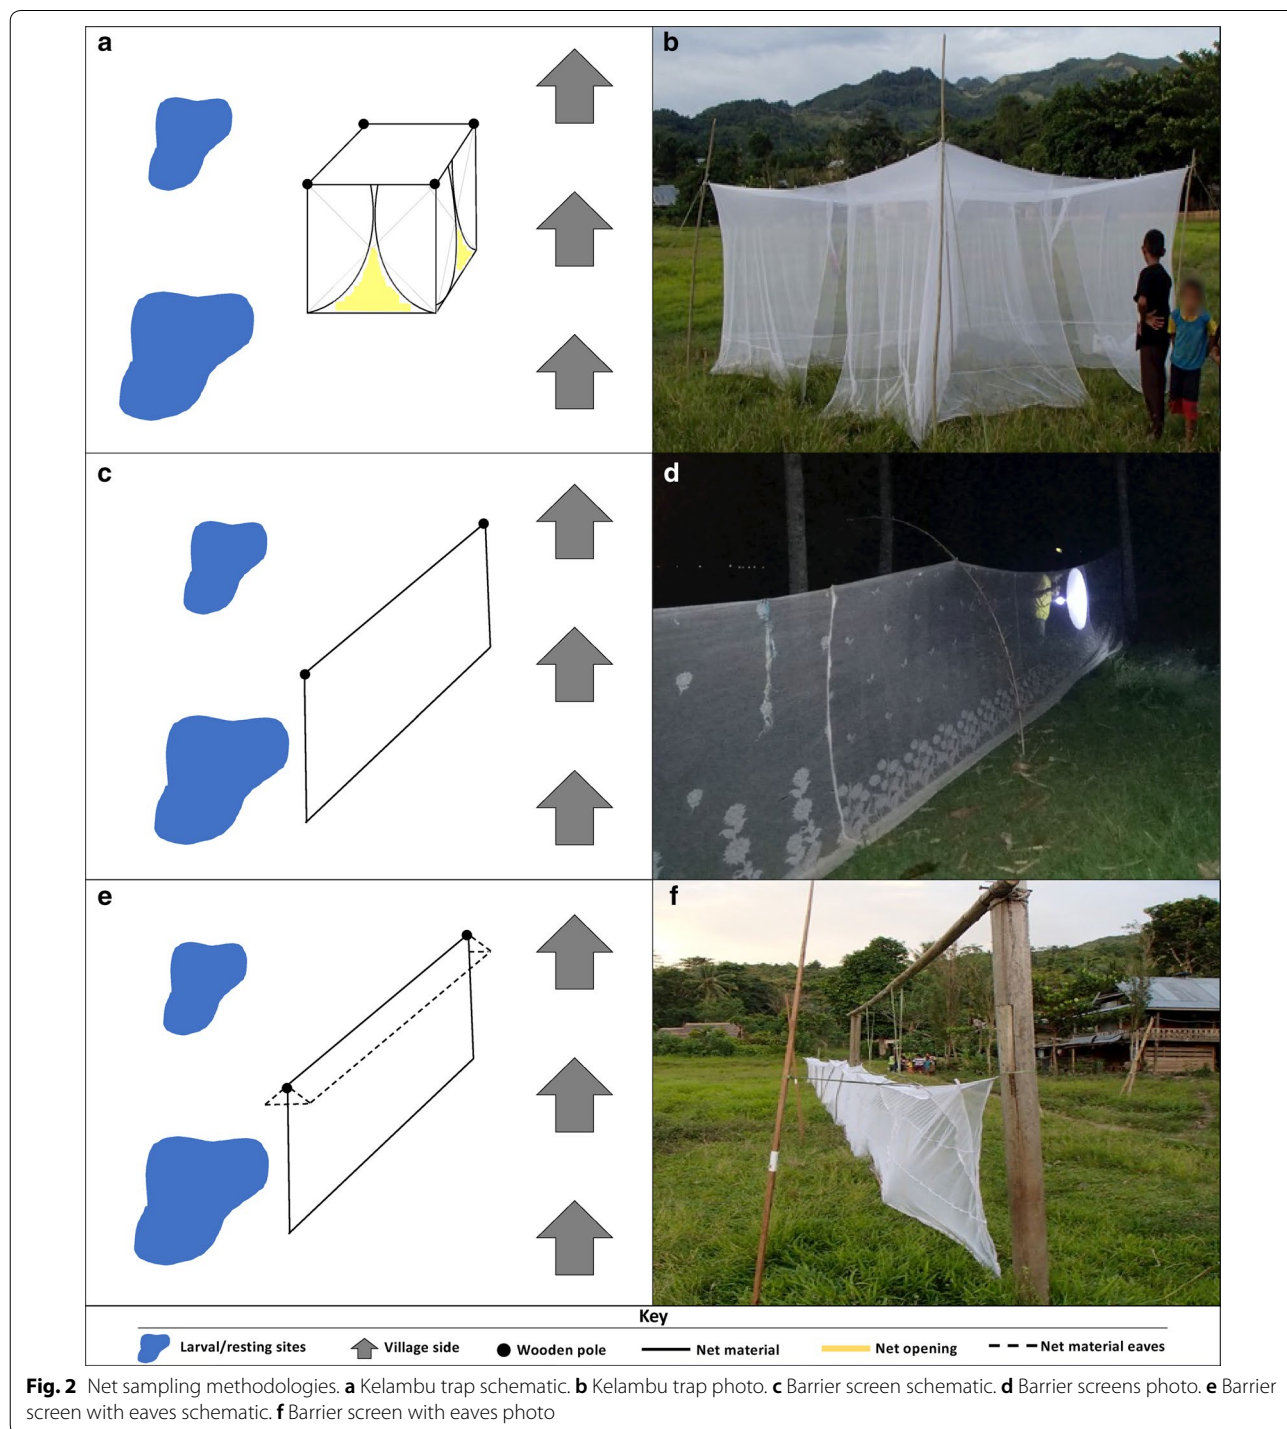 a
b
c
d
e
f
Key
Larval/resting sites
Village side
Wooden pole
Net material
Net opening
Net material eaves
Fig. 2 Net sampling methodologies. a Kelambu trap schematic. b Kelambu trap photo. c Barrier screen schematic. d Barrier screens photo. e Barrier
screen with eaves schematic. f Barrier screen with eaves photo